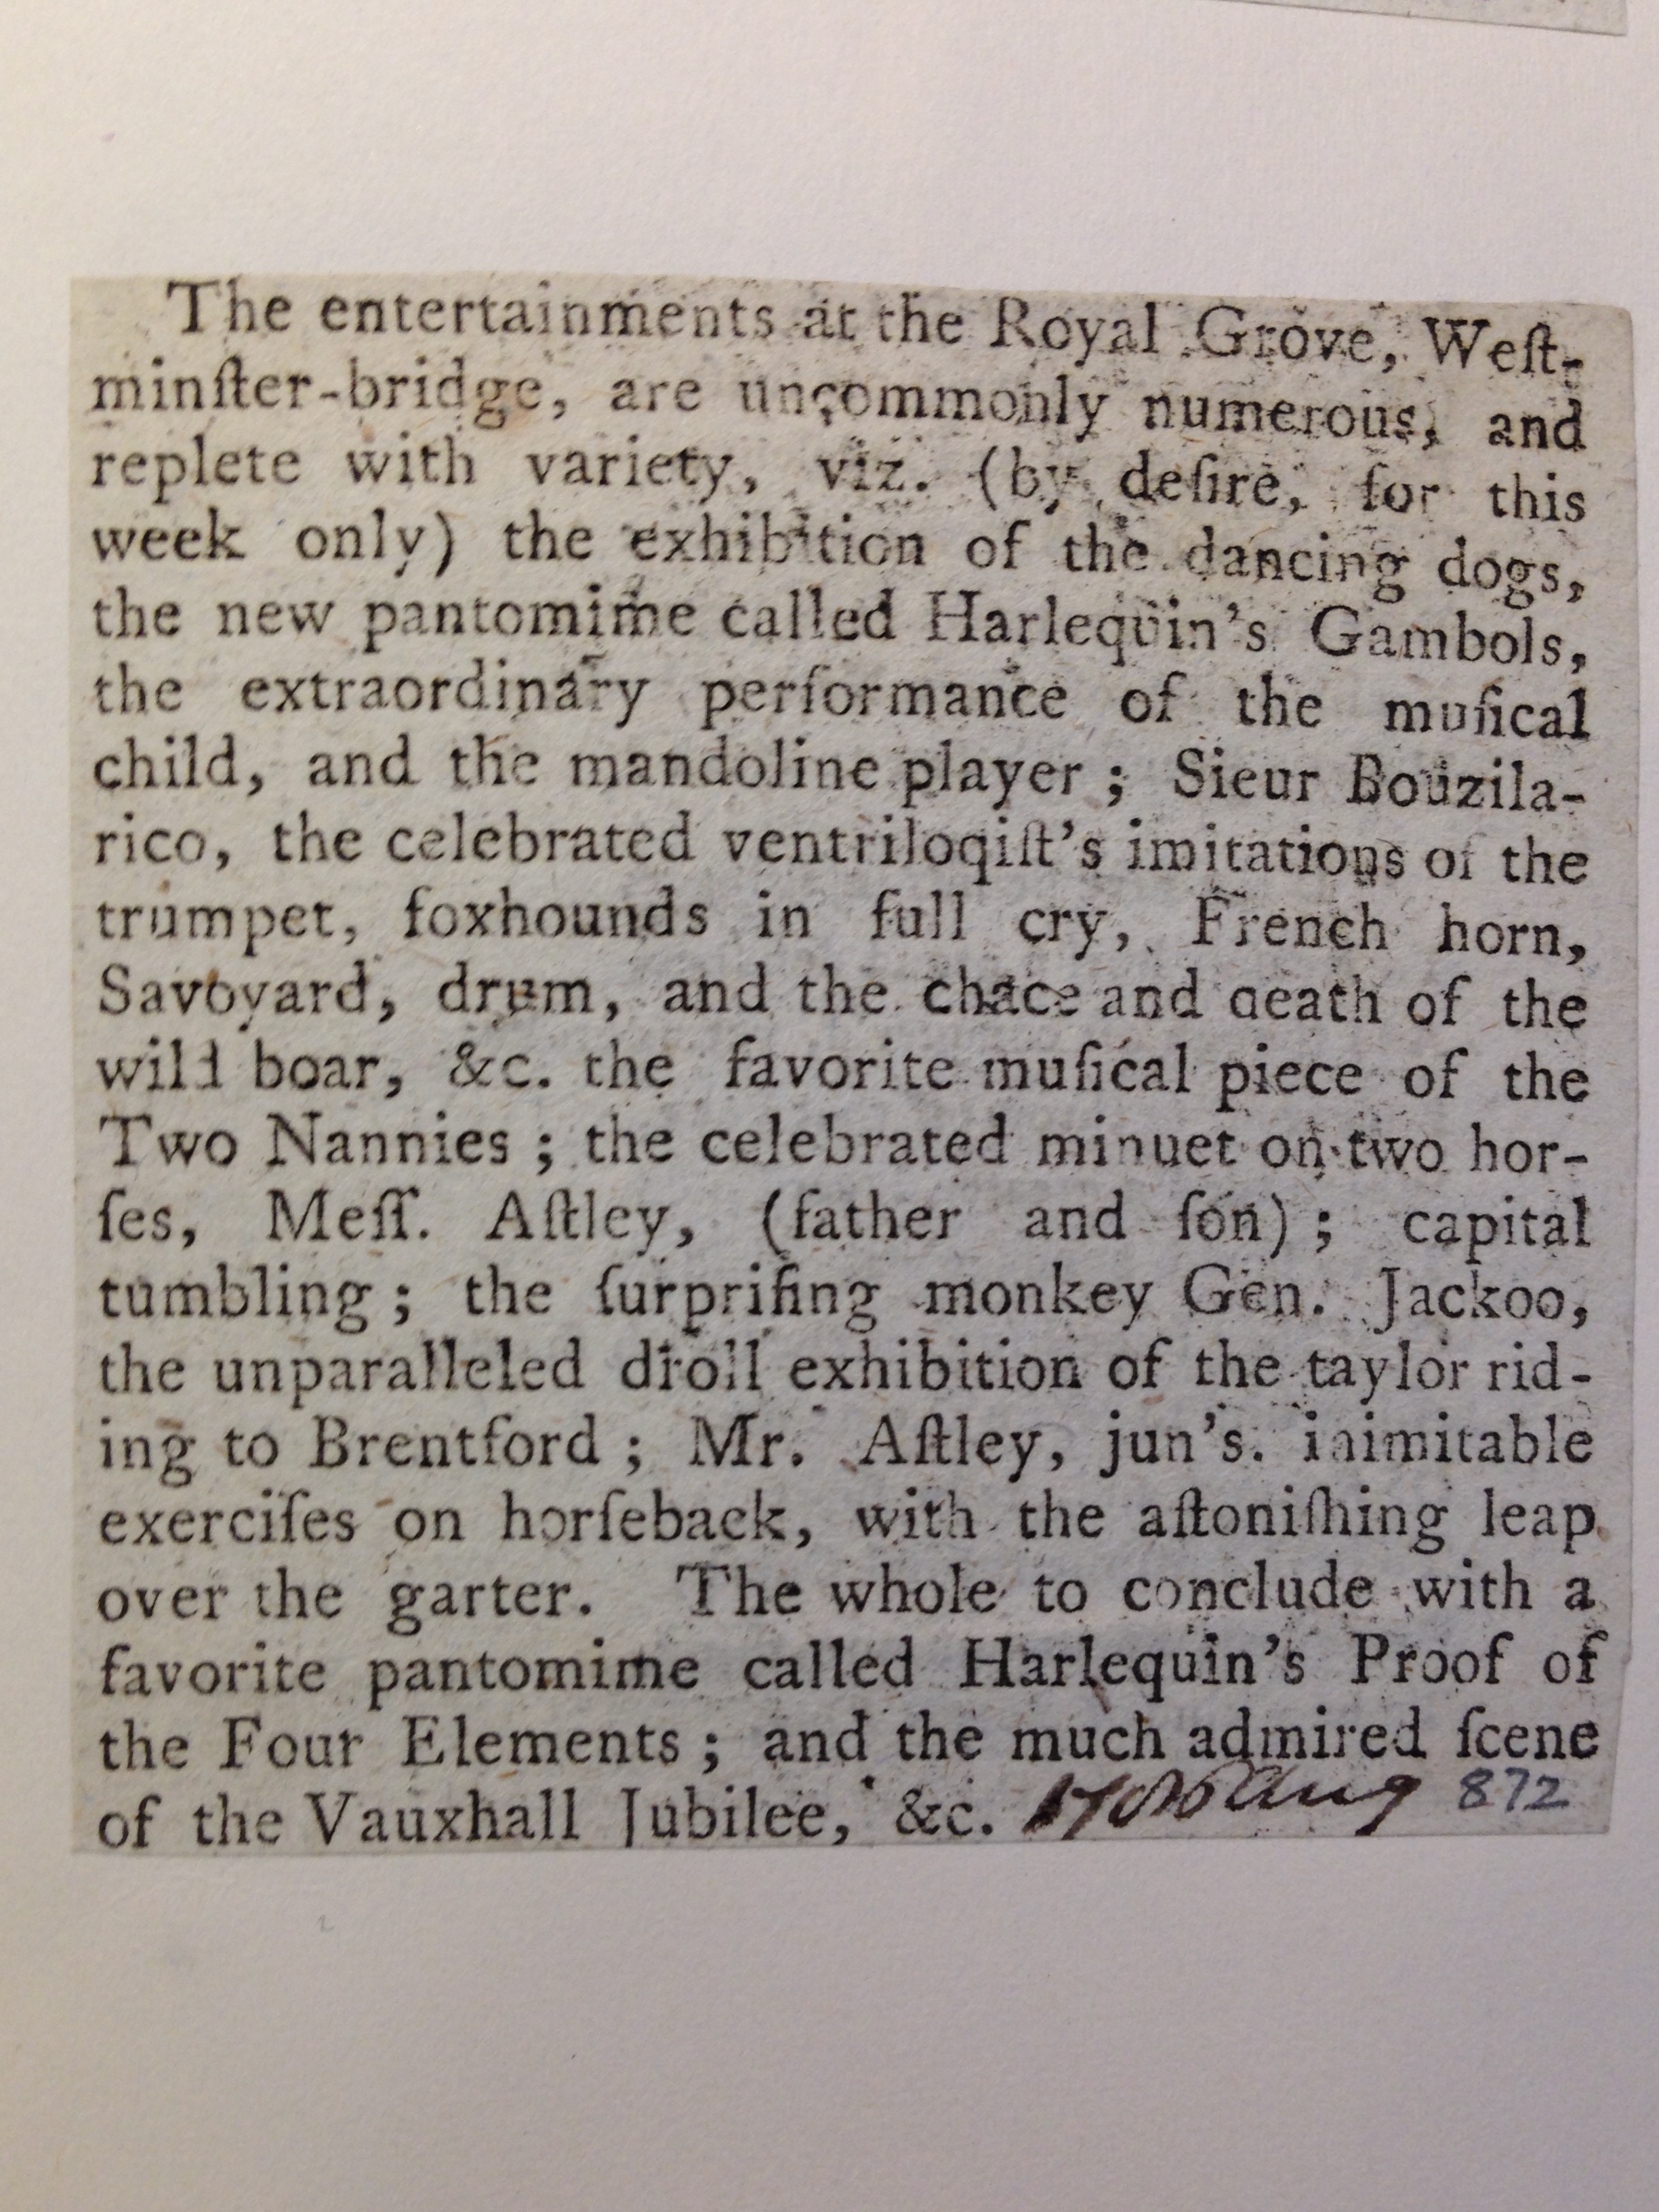 The entertainments at the Royal Grove, Weſt-
minſter-bridge, are uncommonly numerous, and
replete with variety, viz. (by deſire, for this
week only) the exhibition of the dancing dogs,
the new pantomime called Harlequin's Gambols,
the extraordinary performance of the muſical
child, and the mandoline player ; Sieur Bouzila-
rico, the celebrated ventriloqiſt's imitations of the
trumpet, foxhounds in full cry, French horn,
Savoyard, drum, and the chace and death of the
wild boar, &c. the favorite muſical piece of the
Two Nannies ; the celebrated minuet on two hor-
ſes, Meſſ. Aſtley, (father and ſon) ; capital
tumbling ; the ſurpriſing monkey Gen. Jackoo,
the unparalleled droll exhibition of the taylor rid-
ing to Brentford ; Mr. Aſtley, jun's. inimitable
exerciſes on horſeback, with the aſtoniſhing leap
over the garter. The whole to conclude with a
favorite pantomime called Harlequin's Proof of
the Four Elements ; and the much admired ſcene
of the Vauxhall Jubilee, &c. Aug 872